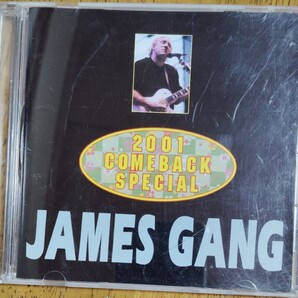 2001
COMEBACK
SPECIAL
JAMES GANG